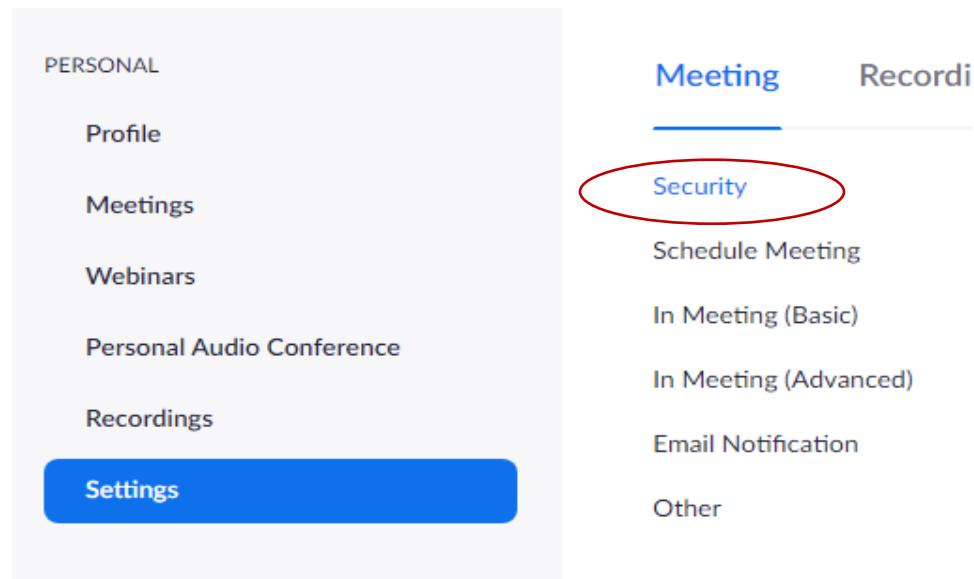 PERSONAL
Profile
Meetings
Webinars
Personal Audio Conference
Recordings
Settings
Meeting Recordi
Security
Schedule Meeting
In Meeting (Basic)
In Meeting (Advanced)
Email Notification
Other